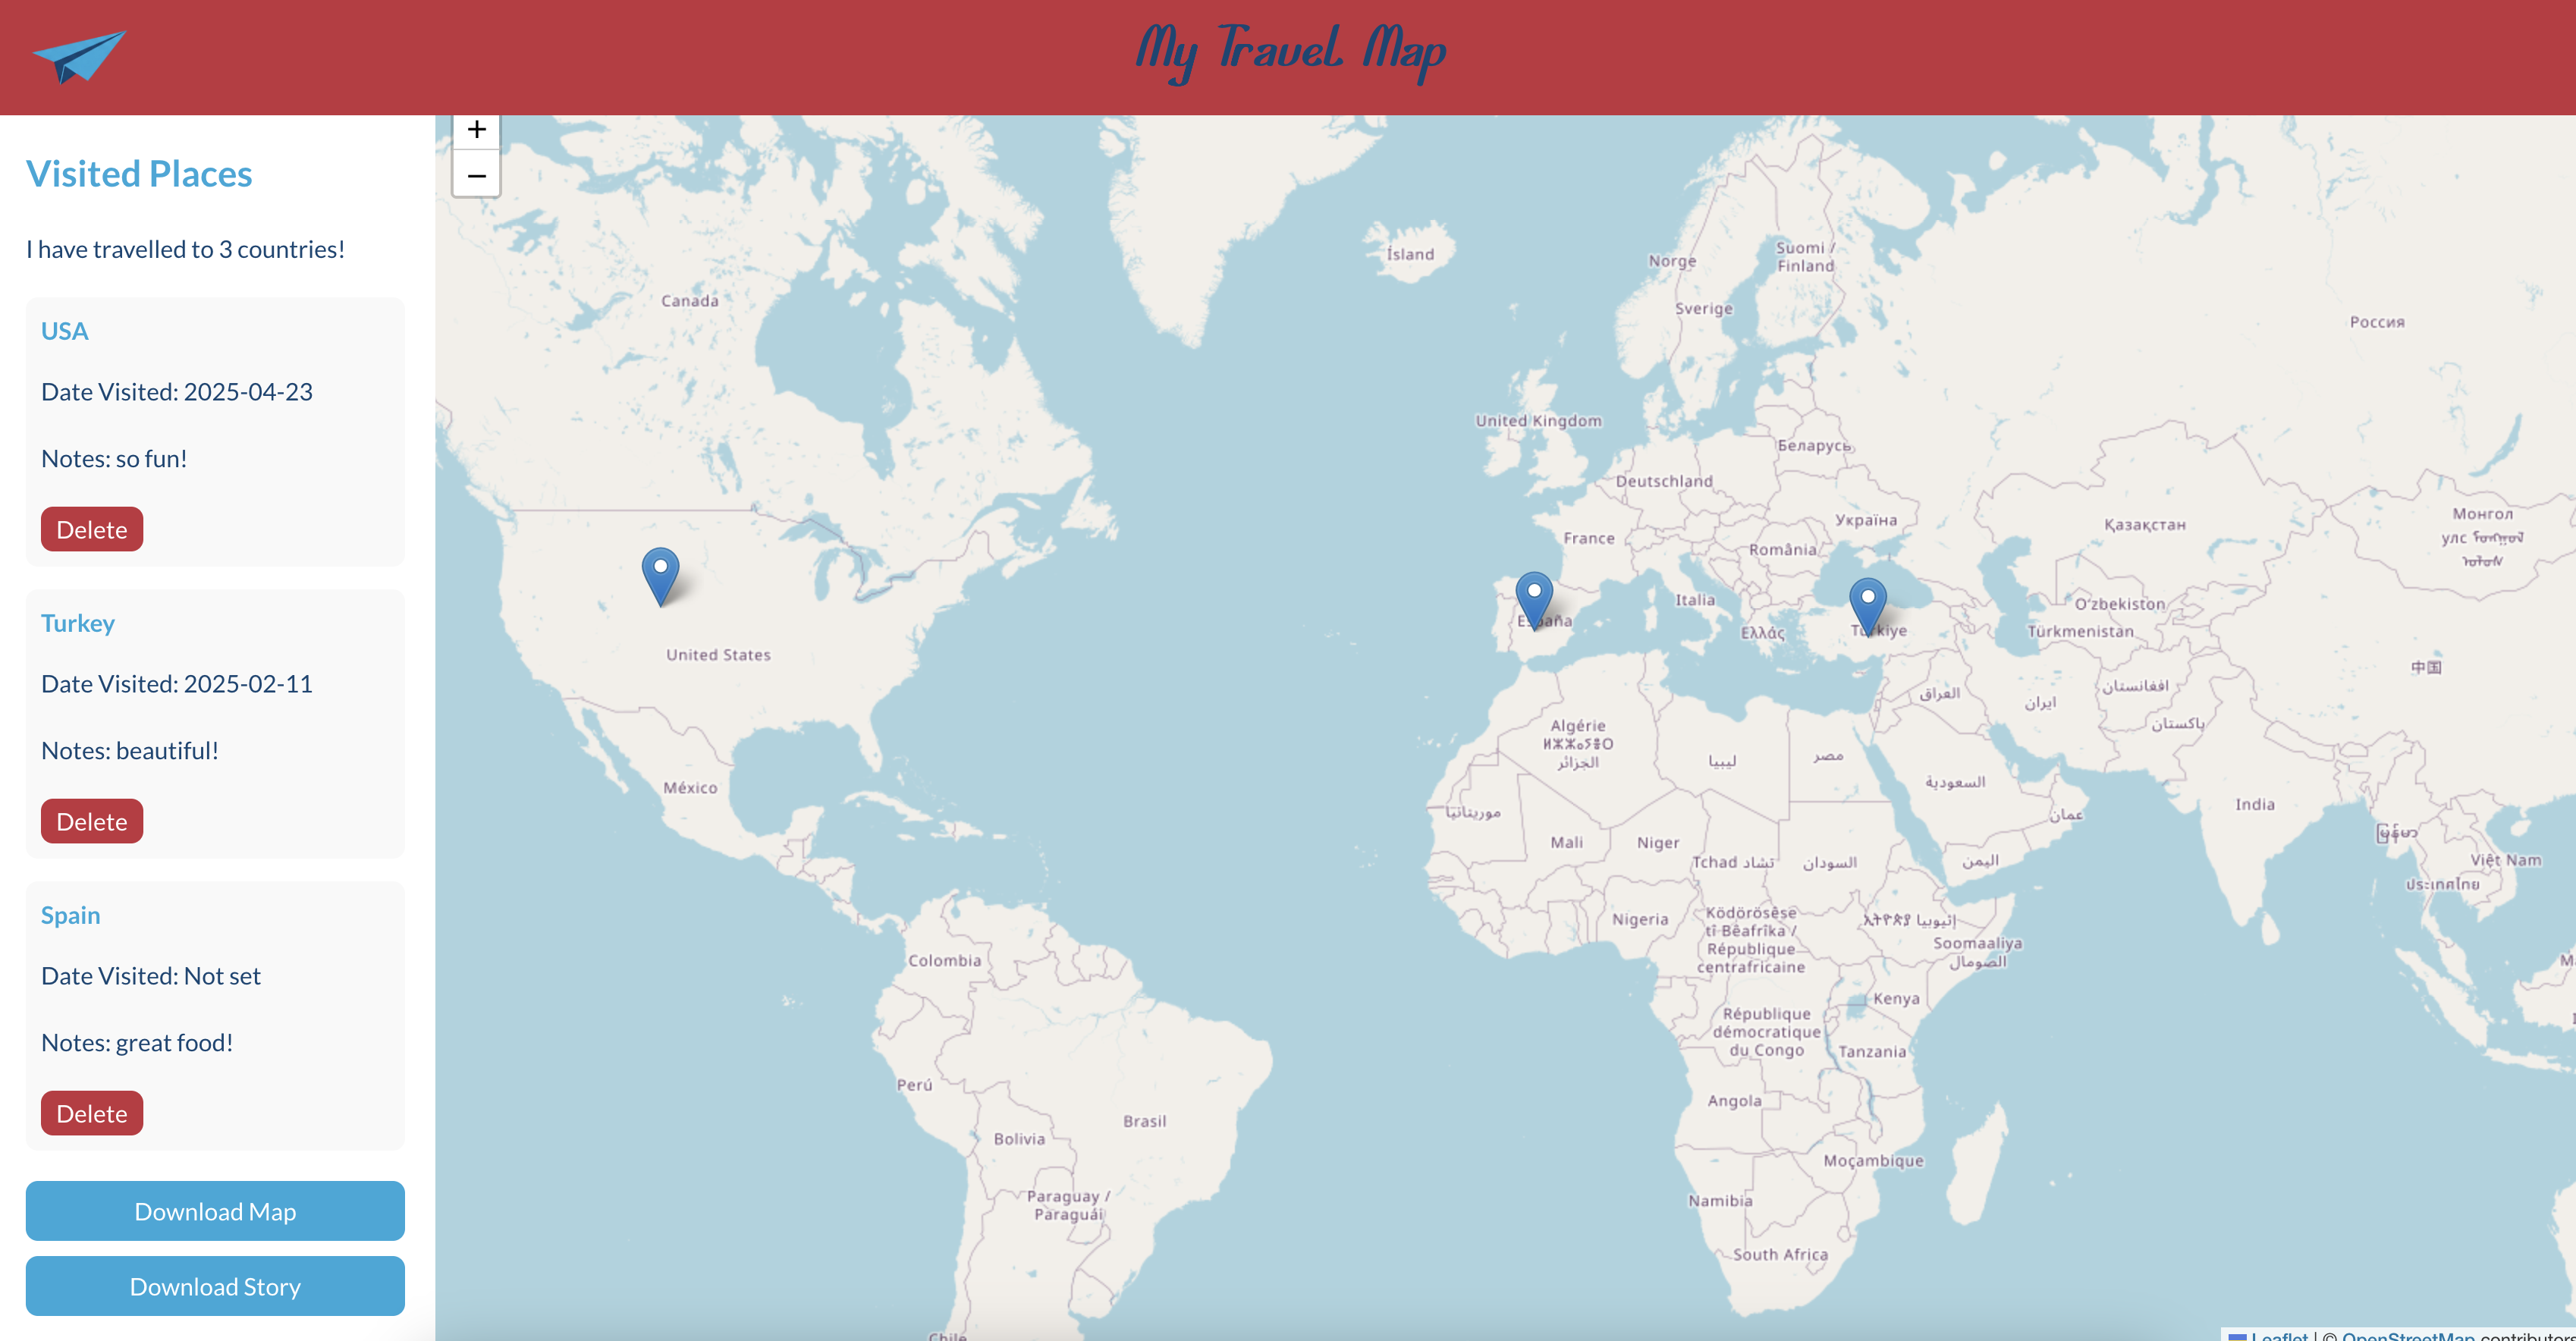 My Travel Map
+
−
Visited Places
I have travelled to 3 countries!
USA
Date Visited: 2025-04-23
Notes: so fun!
Delete
Turkey
Date Visited: 2025-02-11
Notes: beautiful!
Delete
Spain
Date Visited: Not set
Notes: great food!
Delete
Download Map
Download Story
Canada
United States
México
Colombia
Perú
Brasil
Bolivia
Paraguay /
Paraguái
Chile
Ísland
Norge
Suomi /
Finland
Sverige
Россия
United Kingdom
Беларусь
Deutschland
Україна
France
România
Italia
España
Ελλάς
Türkiye
Қазақстан
Монгол
улс
O‘zbekiston
Türkmenistan
中国
العراق
ایران
افغانستان
پاکستان
Algérie
ⵍⵣⵣⴰⵢⴻⵔ
الجزائر
ليبيا
مصر
السعودية
عمان
India
موريتانيا
Mali
Niger
Tchad تشاد
السودان
اليمن
မြန်မာ
Việt Nam
ประเทศไทย
Nigeria
Ködörösêse
tî Bêafrîka /
République
centrafricaine
ኢትዮጵያ إثيوبيا
Soomaaliya
الصومال
Kenya
République
démocratique
du Congo
Tanzania
Angola
Moçambique
Namibia
South Africa
Leaflet | © OpenStreetMap contributors